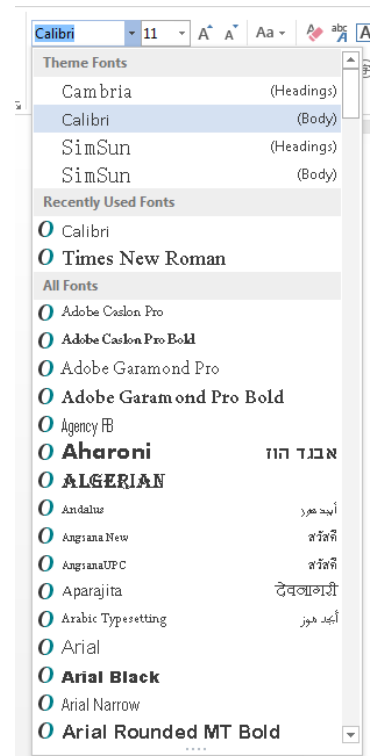 Calibri 11 A A Aa abc A A
Theme Fonts
Cambria (Headings)
Calibri (Body)
SimSun (Headings)
SimSun (Body)
Recently Used Fonts
O Calibri
O Times New Roman
All Fonts
O Adobe Caslon Pro
O Adobe Caslon Pro Bold
O Adobe Garamond Pro
O Adobe Garamond Pro Bold
O Agency FB
O Aharoni אבגד הוז
O ALGERIAN
O Andalus أبجد هوز
O Angsana New สวัสดี
O AngsanaUPC สวัสดี
O Aparajita देवनागरी
O Arabic Typesetting أبجد هوز
O Arial
O Arial Black
O Arial Narrow
O Arial Rounded MT Bold